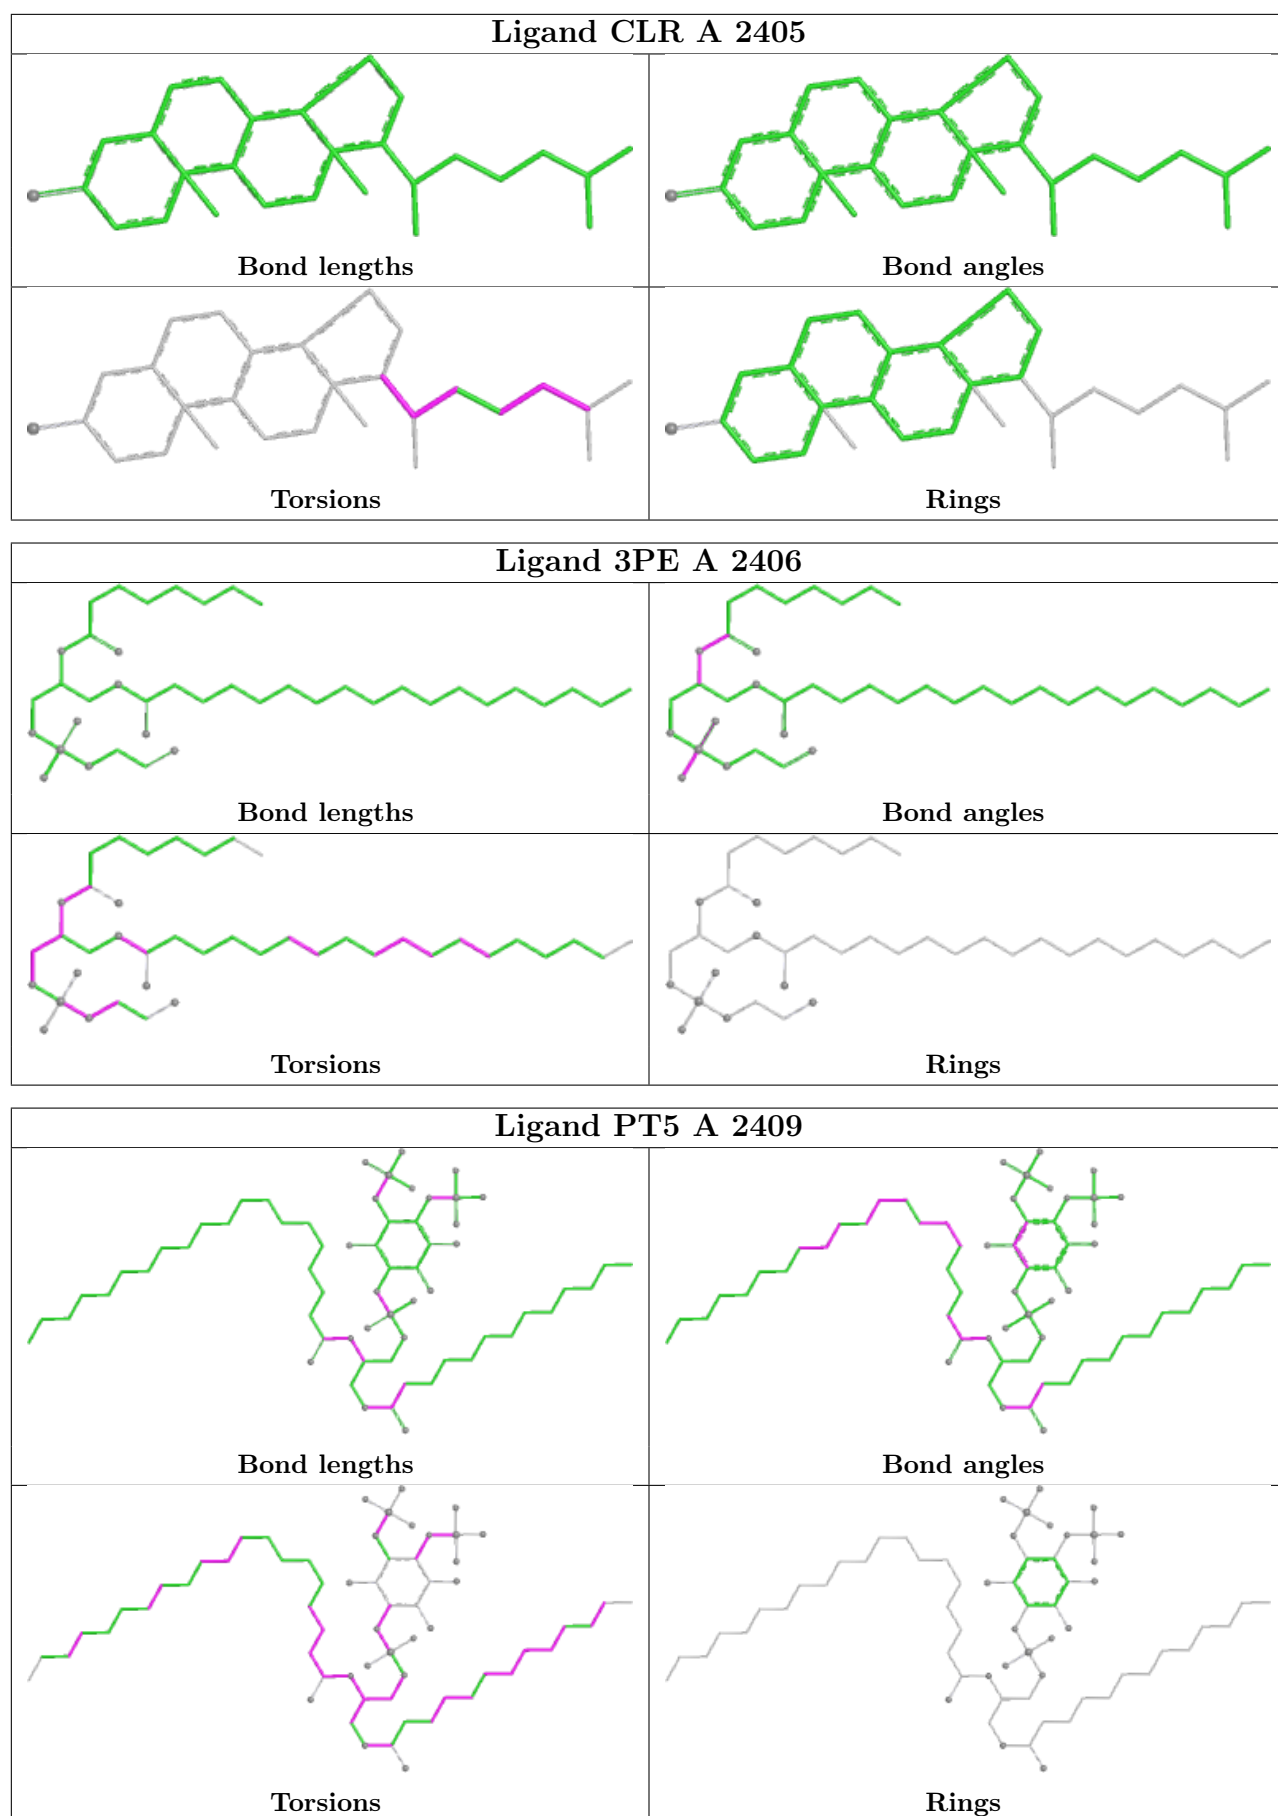 Ligand CLR A 2405
Bond lengths
Bond angles
Torsions
Rings
Ligand 3PE A 2406
Bond lengths
Bond angles
Torsions
Rings
Ligand PT5 A 2409
Bond lengths
Bond angles
Torsions
Rings